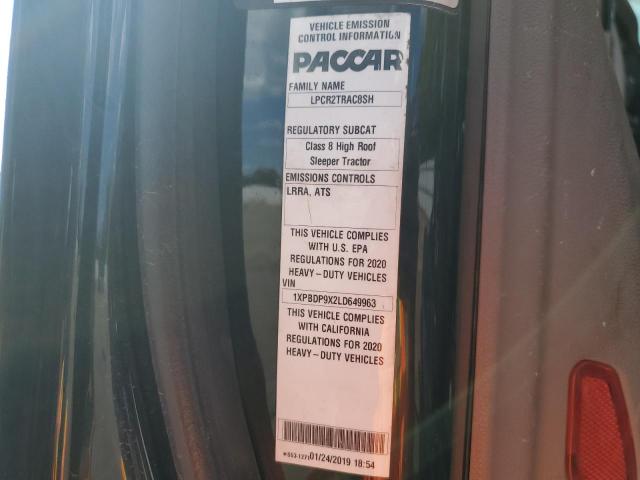 VEHICLE EMISSION
CONTROL INFORMATION
PACCAR
FAMILY NAME
LPCR2TRAC8SH
REGULATORY SUBCAT
Class 8 High Roof
Sleeper Tractor
EMISSIONS CONTROLS
LRRA, ATS
THIS VEHICLE COMPLIES
WITH U.S. EPA
REGULATIONS FOR 2020
HEAVY-DUTY VEHICLES
VIN
1XPBDP9X2LD649963
THIS VEHICLE COMPLIES
WITH CALIFORNIA
REGULATIONS FOR 2020
HEAVY-DUTY VEHICLES
01/24/2019 18:54